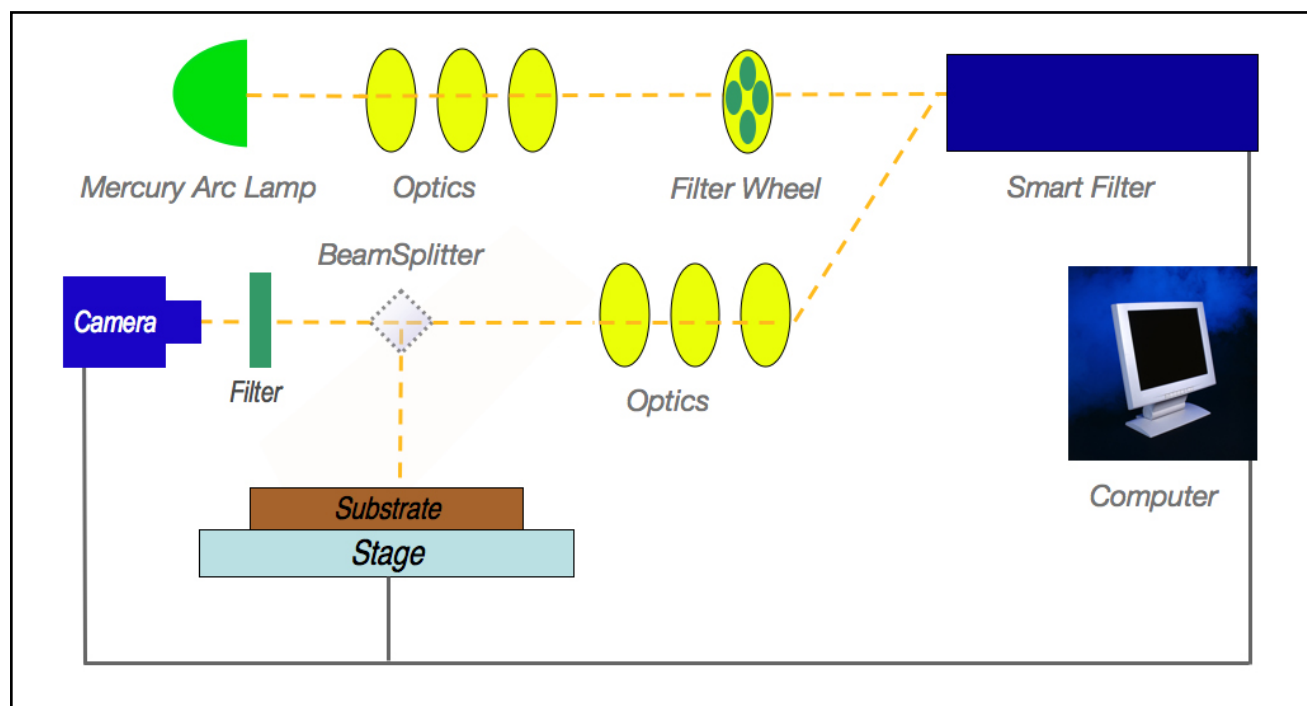 Mercury Arc Lamp
Optics
Filter Wheel
Smart Filter
BeamSplitter
Camera
Filter
Optics
Computer
Substrate
Stage